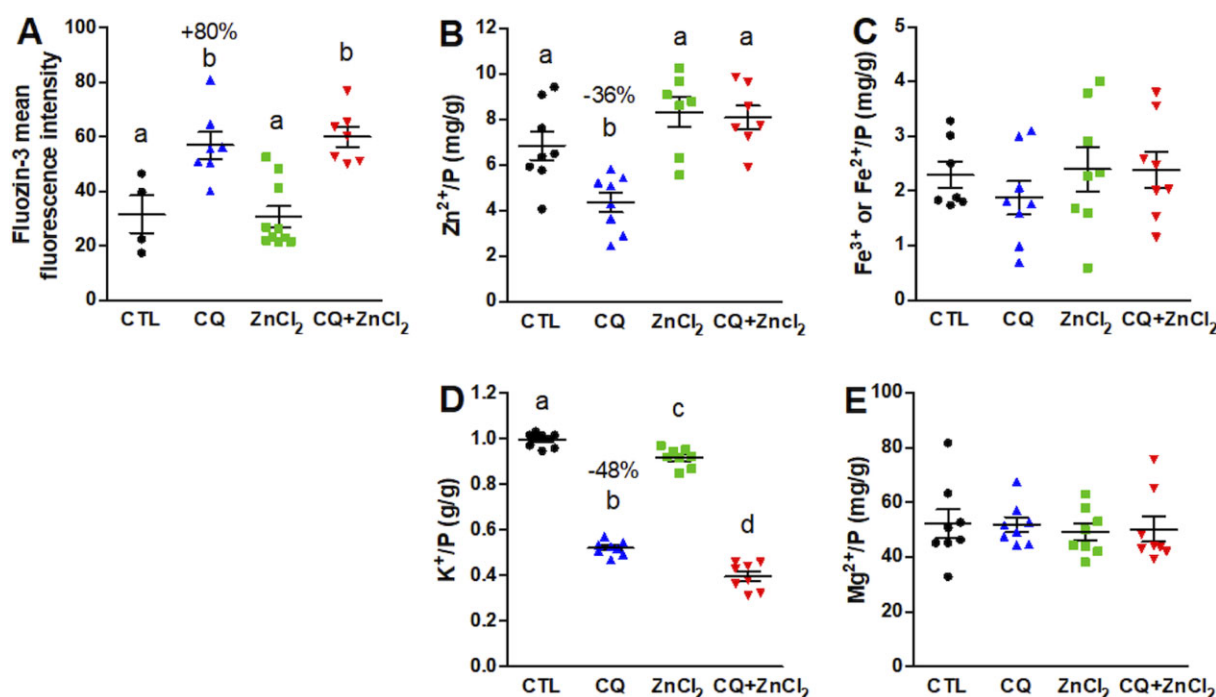 A
Fluozin-3 mean
fluorescence intensity
100
80
60
40
20
0
a
+80%
b
a
b
CTL
CQ
ZnCl2
CQ+ZnCl2
B
Zn2+/P (mg/g)
12
10
8
6
4
2
0
a
-36%
b
a
a
CTL
CQ
ZnCl2
CQ+Zncl2
C
Fe3+ or Fe2+/P (mg/g)
5
4
3
2
1
0
CTL
CQ
ZnCl2
CQ+ZnCl2
D
K+/P (g/g)
1.2
1.0
0.8
0.6
0.4
0.2
0.0
a
-48%
b
c
d
CTL
CQ
ZnCl2
CQ+ZnCl2
E
Mg2+/P (mg/g)
100
80
60
40
20
0
CTL
CQ
ZnCl2
CQ+ZnCl2